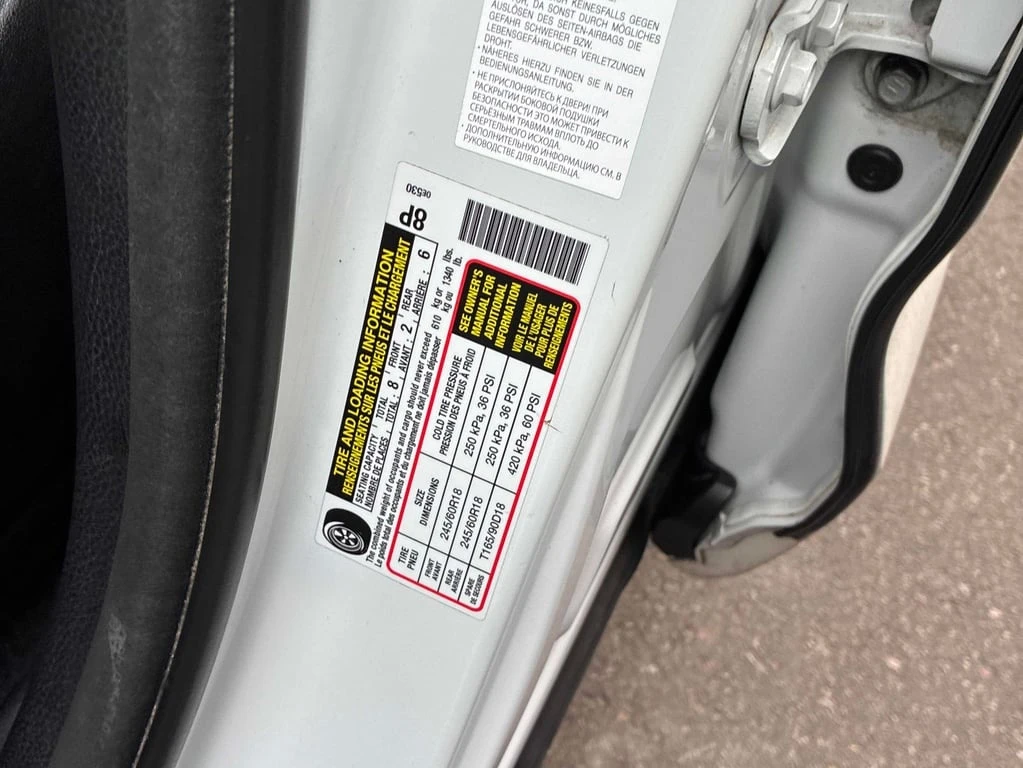 KEINESFALLS GEGEN
DA SONST DURCH MÖGLICHES
AUSLÖSEN DES SEITEN-AIRBAGS DIE
GEFAHR SCHWERER BZW.
LEBENSGEFÄHRLICHER VERLETZUNGEN
DROHT.
• NÄHERES HIERZU FINDEN SIE IN DER
BEDIENUNGSANLEITUNG.
• НЕ ПРИСЛОНЯЙТЕСЬ К ДВЕРИ! ПРИ
РАСКРЫТИИ БОКОВОЙ ПОДУШКИ
БЕЗОПАСНОСТИ ЭТО МОЖЕТ ПРИВЕСТИ К
СЕРЬЁЗНЫМ ТРАВМАМ ВПЛОТЬ ДО
СМЕРТЕЛЬНОГО ИСХОДА.
• ДОПОЛНИТЕЛЬНУЮ ИНФОРМАЦИЮ СМ. В
РУКОВОДСТВЕ ДЛЯ ВЛАДЕЛЬЦА.
0E530
TIRE AND LOADING INFORMATION
RENSEIGNEMENTS SUR LES PNEUS ET LE CHARGEMENT
SEATING CAPACITY TOTAL FRONT REAR
NOMBRE DE PLACES TOTAL : 8 AVANT : 2 ARRIÈRE : 6
The combined weight of occupants and cargo should never exceed 610 kg or 1340 lbs.
Le poids total des occupants et du chargement ne doit jamais dépasser kg ou lb.
TIRE SIZE COLD TIRE PRESSURE
PNEU DIMENSIONS PRESSION DES PNEUS À FROID
FRONT AVANT 245/60R18 250 kPa, 36 PSI
REAR ARRIÈRE 245/60R18 250 kPa, 36 PSI
SPARE DE SECOURS T165/90D18 420 kPa, 60 PSI
SEE OWNER'S
MANUAL FOR
ADDITIONAL
INFORMATION
VOIR LE MANUEL
DE L'USAGER
POUR PLUS DE
RENSEIGNEMENTS